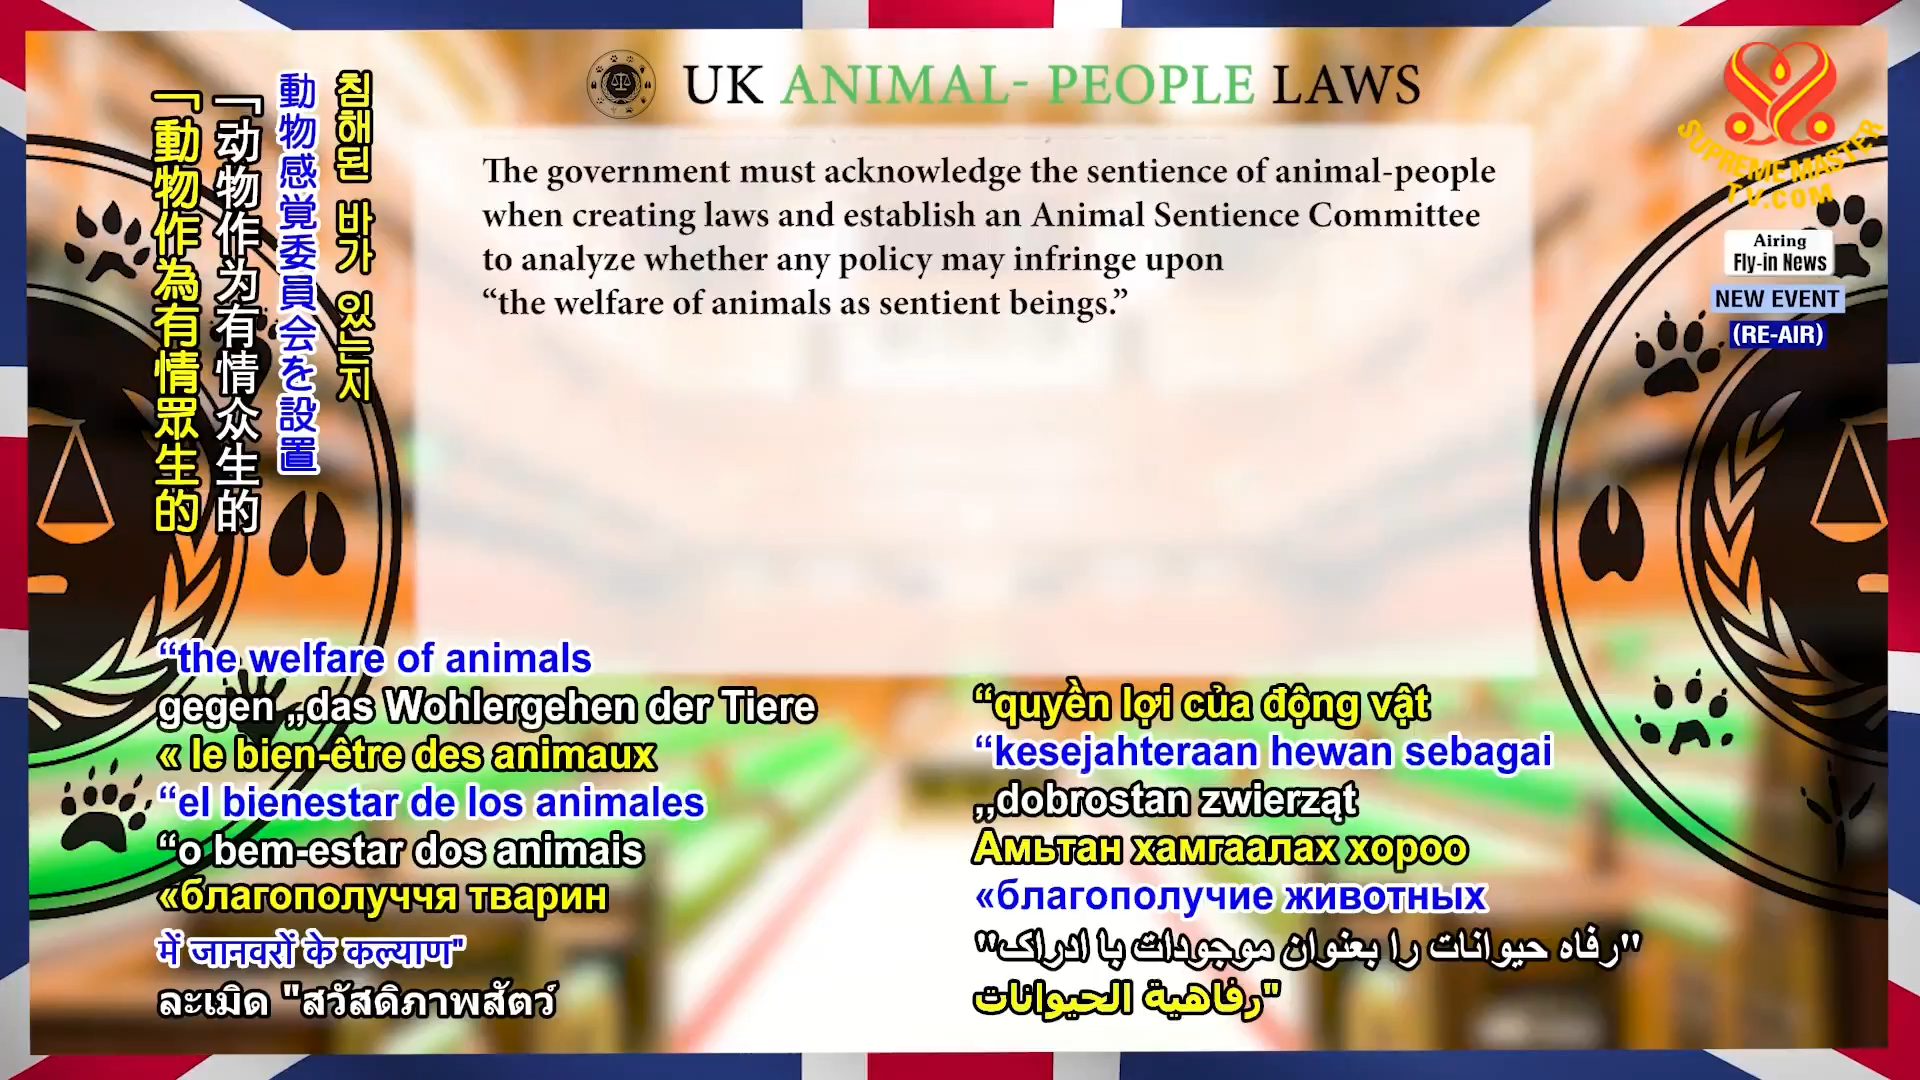 UK ANIMAL- PEOPLE LAWS
The government must acknowledge the sentience of animal-people
when creating laws and establish an Animal Sentience Committee
to analyze whether any policy may infringe upon
“the welfare of animals as sentient beings.”
SUPREME MASTER
TV.COM
Airing
Fly-in News
NEW EVENT
(RE-AIR)
침해된 바가 있는지
動物感覚委員会を設置
「动物作为有情众生的
「動物作為有情眾生的
“the welfare of animals
gegen „das Wohlergehen der Tiere
« le bien-être des animaux
“el bienestar de los animales
“o bem-estar dos animais
«благополуччя тварин
में जानवरों के कल्याण"
ละเมิด "สวัสดิภาพสัตว์
“quyền lợi của động vật
“kesejahteraan hewan sebagai
„dobrostan zwierząt
Амьтан хамгаалах хороо
«благополучие животных
"رفاه حیوانات را بعنوان موجودات با ادراک"
"رفاهية الحيوانات